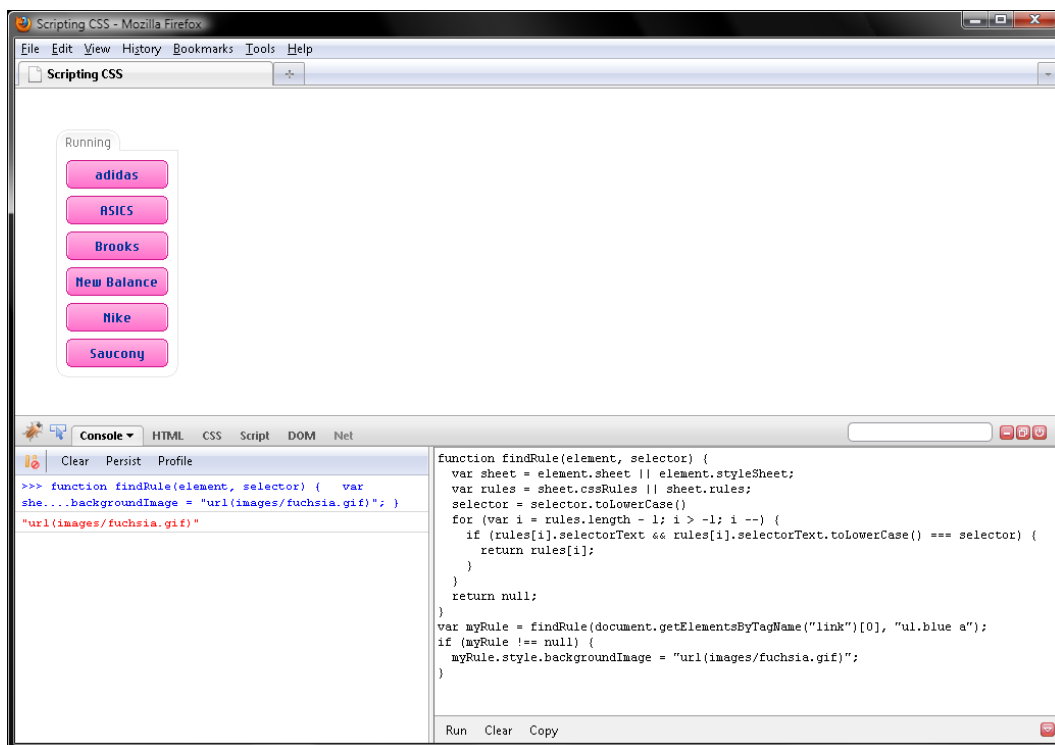 Scripting CSS - Mozilla Firefox
File Edit View History Bookmarks Tools Help
Scripting CSS
Running
adidas
ASICS
Brooks
New Balance
Nike
Saucony
Console HTML CSS Script DOM Net
Clear Persist Profile
>>> function findRule(element, selector) {   var
she....backgroundImage = "url(images/fuchsia.gif)"; }
"url(images/fuchsia.gif)"
function findRule(element, selector) {
  var sheet = element.sheet || element.styleSheet;
  var rules = sheet.cssRules || sheet.rules;
  selector = selector.toLowerCase()
  for (var i = rules.length - 1; i > -1; i --) {
    if (rules[i].selectorText && rules[i].selectorText.toLowerCase() === selector) {
      return rules[i];
    }
  }
  return null;
}
var myRule = findRule(document.getElementsByTagName("link")[0], "ul.blue a");
if (myRule !== null) {
  myRule.style.backgroundImage = "url(images/fuchsia.gif)";
}
Run Clear Copy